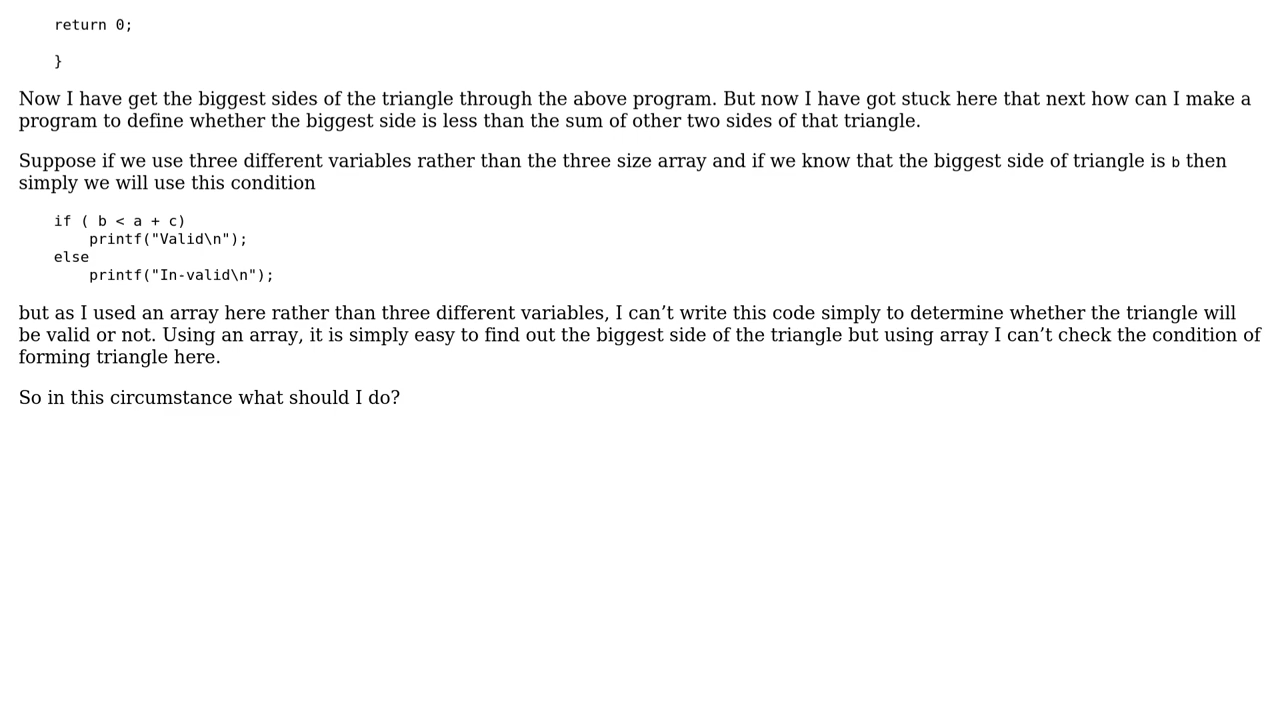 return 0;
}
Now I have get the biggest sides of the triangle through the above program. But now I have got stuck here that next how can I make a
program to define whether the biggest side is less than the sum of other two sides of that triangle.
Suppose if we use three different variables rather than the three size array and if we know that the biggest side of triangle is b then
simply we will use this condition
if ( b < a + c)
    printf("Valid\n");
else
    printf("In-valid\n");
but as I used an array here rather than three different variables, I can’t write this code simply to determine whether the triangle will
be valid or not. Using an array, it is simply easy to find out the biggest side of the triangle but using array I can’t check the condition of
forming triangle here.
So in this circumstance what should I do?